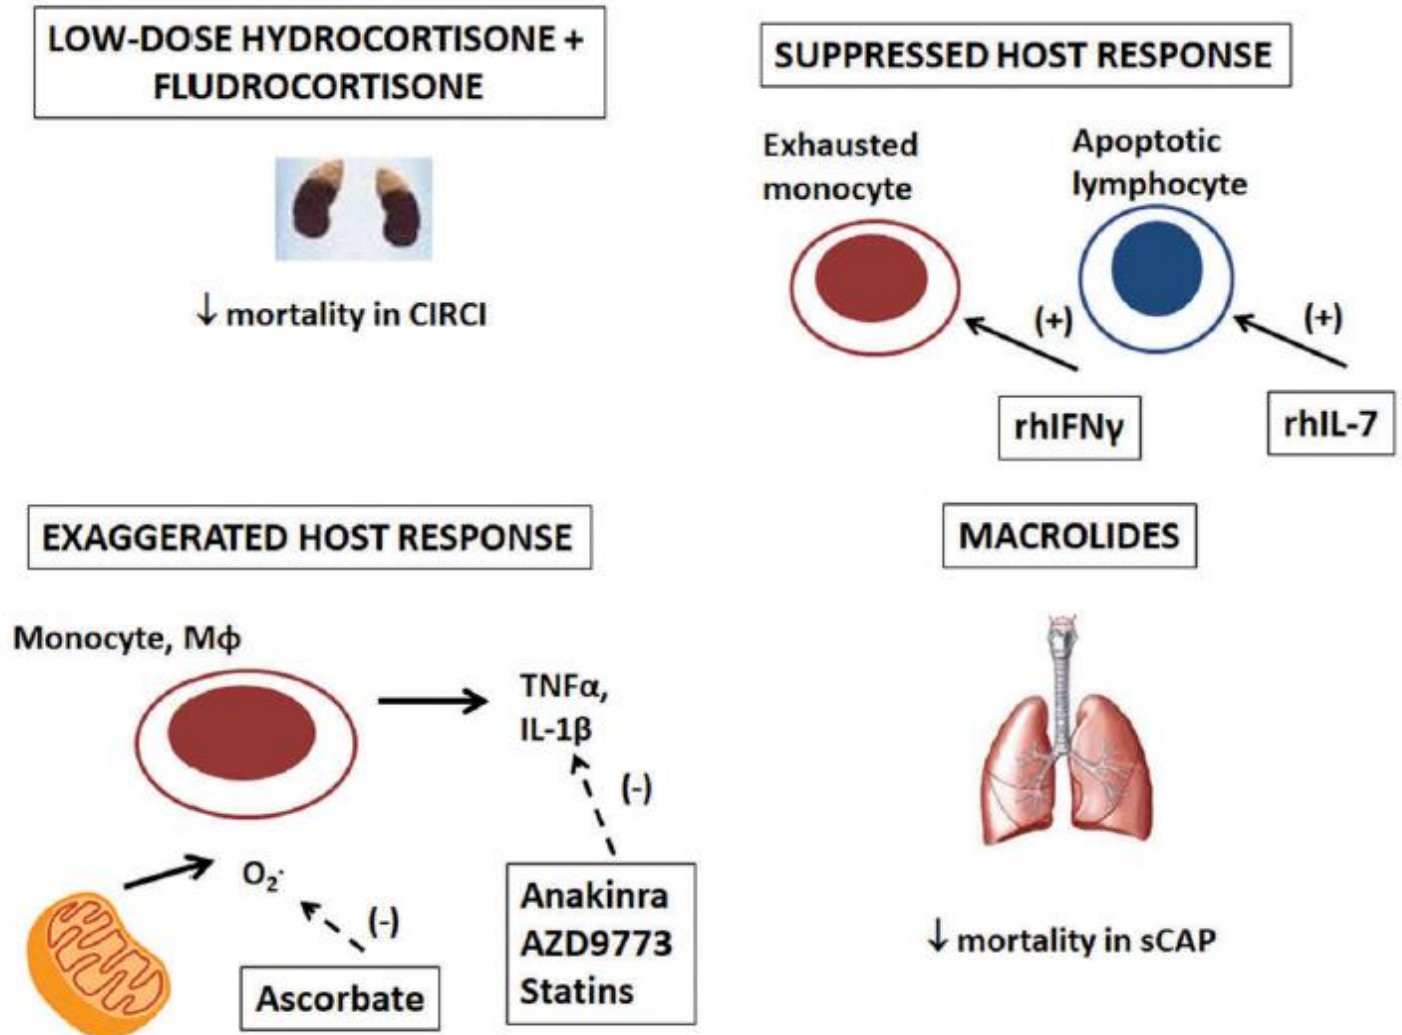 LOW-DOSE HYDROCORTISONE +
FLUDROCORTISONE
↓ mortality in CIRCI
SUPPRESSED HOST RESPONSE
Exhausted
monocyte
Apoptotic
lymphocyte
(+)
(+)
rhIFNγ
rhIL-7
EXAGGERATED HOST RESPONSE
Monocyte, Mϕ
TNFα,
IL-1β
(-)
O₂·
(-)
Anakinra
AZD9773
Statins
Ascorbate
MACROLIDES
↓ mortality in sCAP